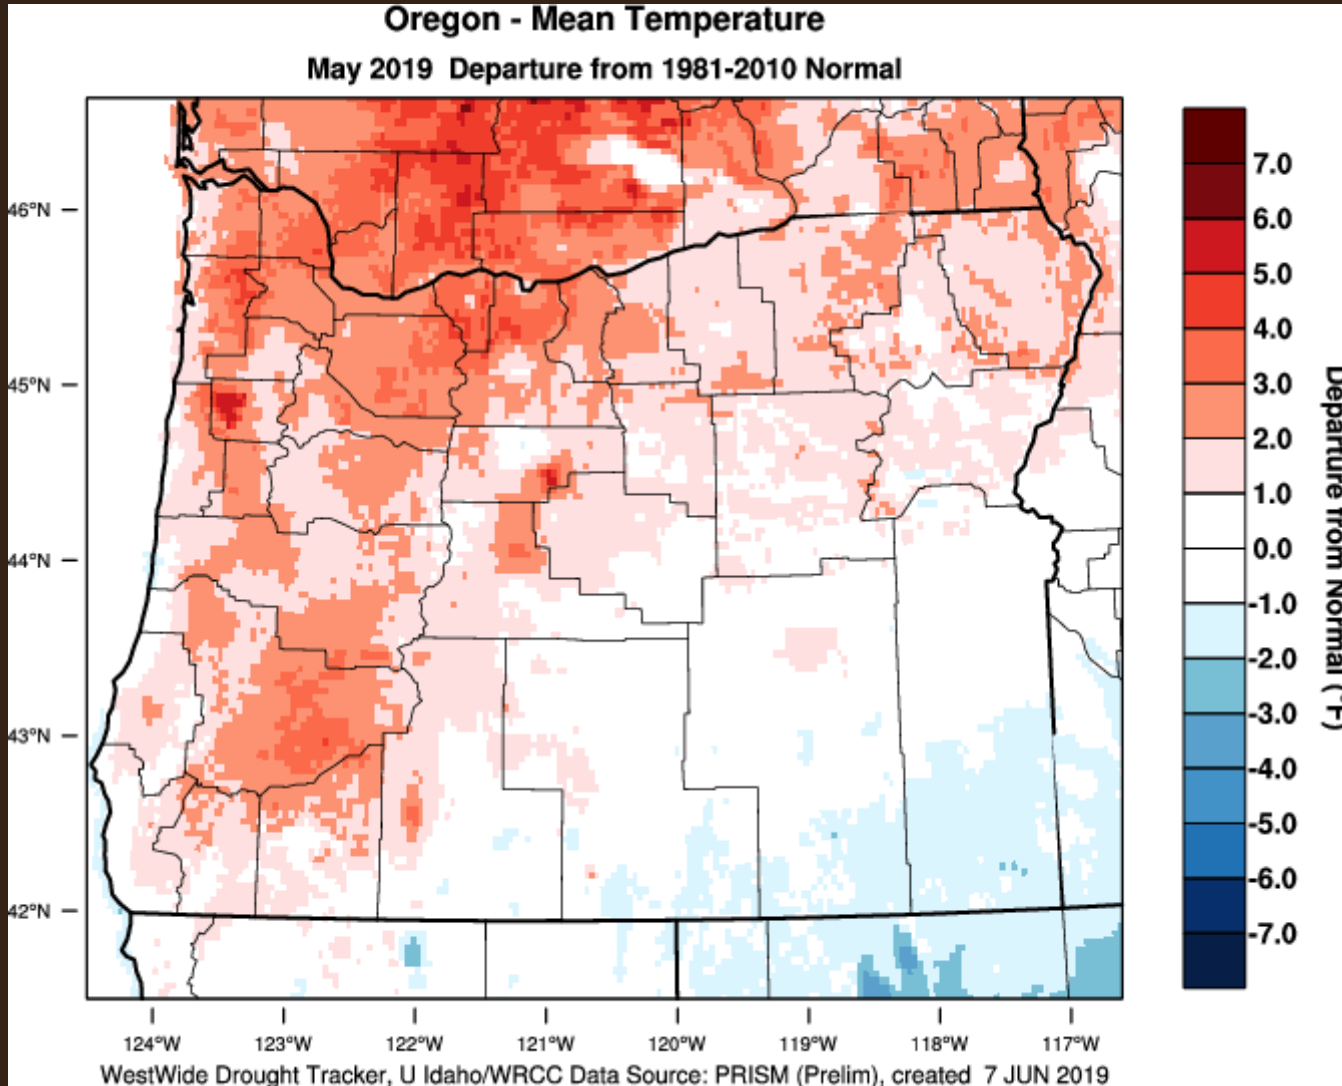 Oregon - Mean Temperature
May 2019 Departure from 1981-2010 Normal
46°N
45°N
44°N
43°N
42°N
124°W
123°W
122°W
121°W
120°W
119°W
118°W
117°W
7.0
6.0
5.0
4.0
3.0
2.0
1.0
0.0
-1.0
-2.0
-3.0
-4.0
-5.0
-6.0
-7.0
Departure from Normal (°F)
WestWide Drought Tracker, U Idaho/WRCC Data Source: PRISM (Prelim), created 7 JUN 2019